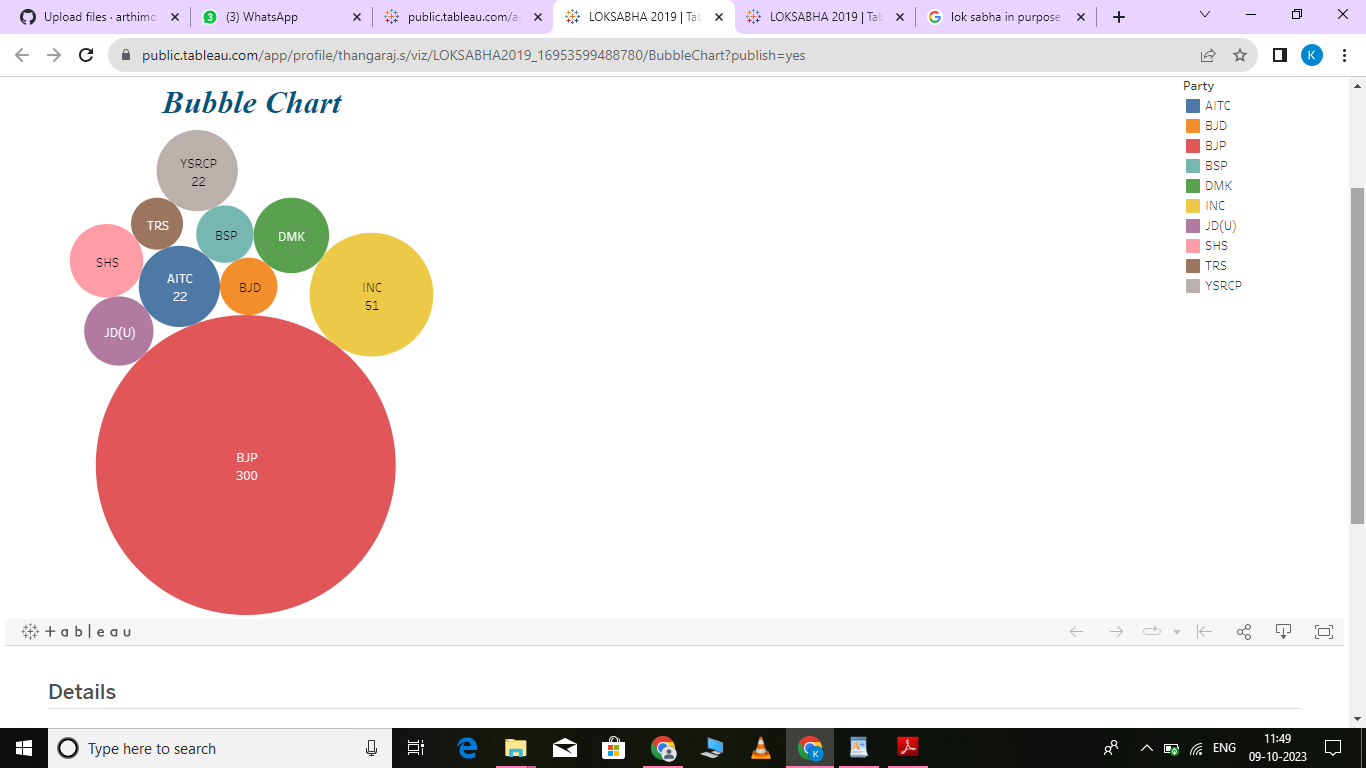 Upload files · arthimo
(3) WhatsApp
public.tableau.com/a
LOKSABHA 2019 | Tab
LOKSABHA 2019 | Tab
lok sabha in purpose
public.tableau.com/app/profile/thangaraj.s/viz/LOKSABHA2019_16953599488780/BubbleChart?publish=yes
K
Bubble Chart
YSRCP
22
TRS
BSP
DMK
SHS
AITC
22
BJD
INC
51
JD(U)
BJP
300
Party
AITC
BJD
BJP
BSP
DMK
INC
JD(U)
SHS
TRS
YSRCP
+ a b l e a u
Details
Type here to search
K
ENG
11:49
09-10-2023